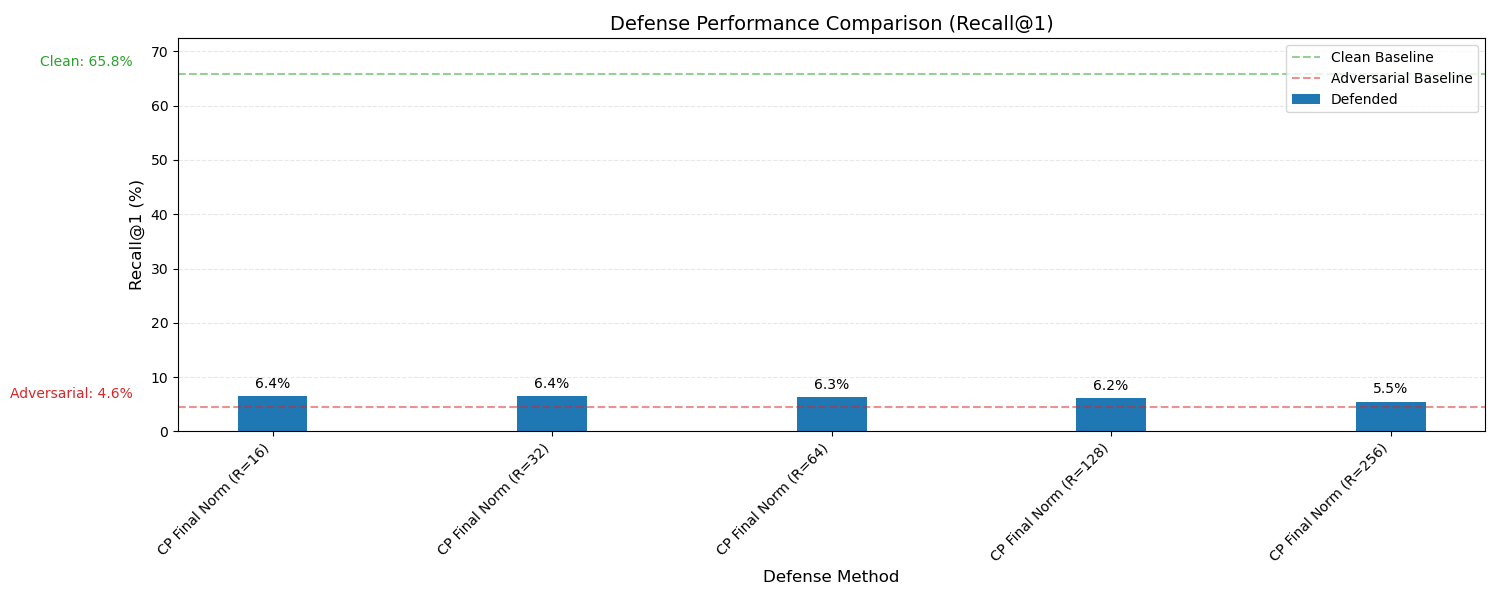 Defense Performance Comparison (Recall@1)
Clean: 65.8%
Adversarial: 4.6%
Recall@1 (%)
70
60
50
40
30
20
10
0
Clean Baseline
Adversarial Baseline
Defended
6.4%
6.4%
6.3%
6.2%
5.5%
CP Final Norm (R=16)
CP Final Norm (R=32)
CP Final Norm (R=64)
CP Final Norm (R=128)
CP Final Norm (R=256)
Defense Method